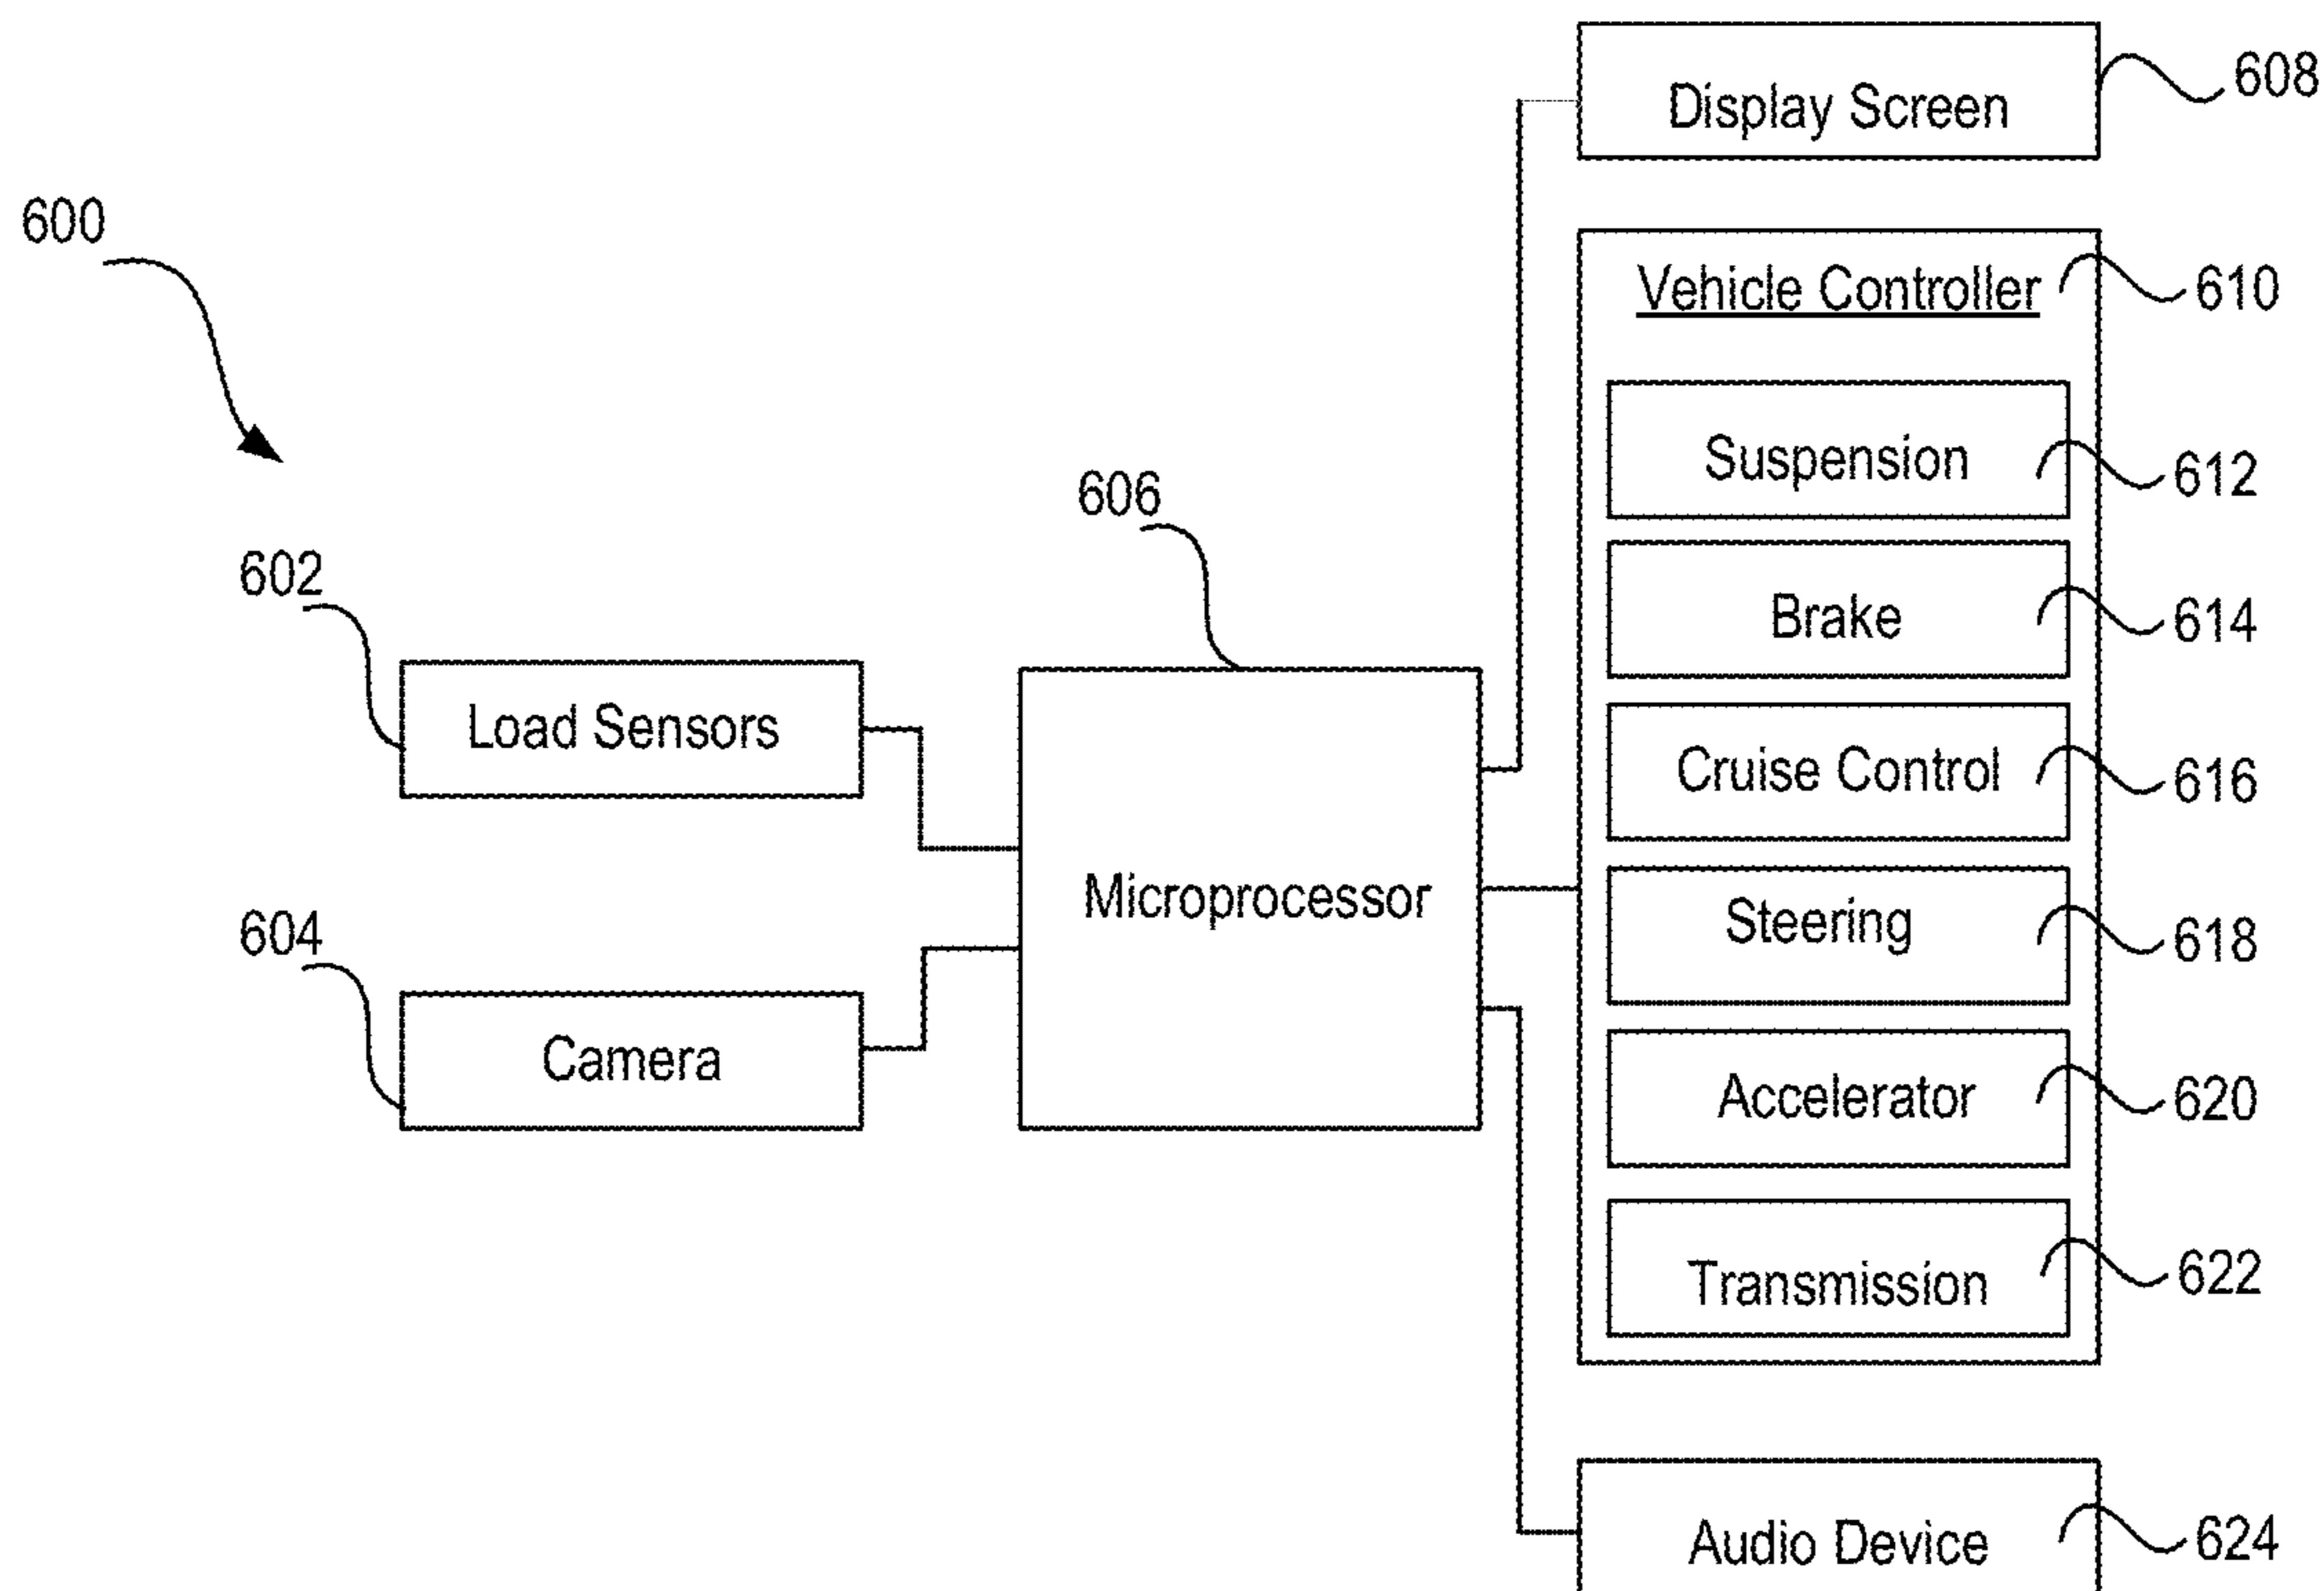 Display Screen
608
600
Vehicle Controller
610
Suspension
612
606
602
Brake
614
Load Sensors
Cruise Control
616
Microprocessor
604
Steering
618
Camera
Accelerator
620
Transmission
622
Audio Device
624